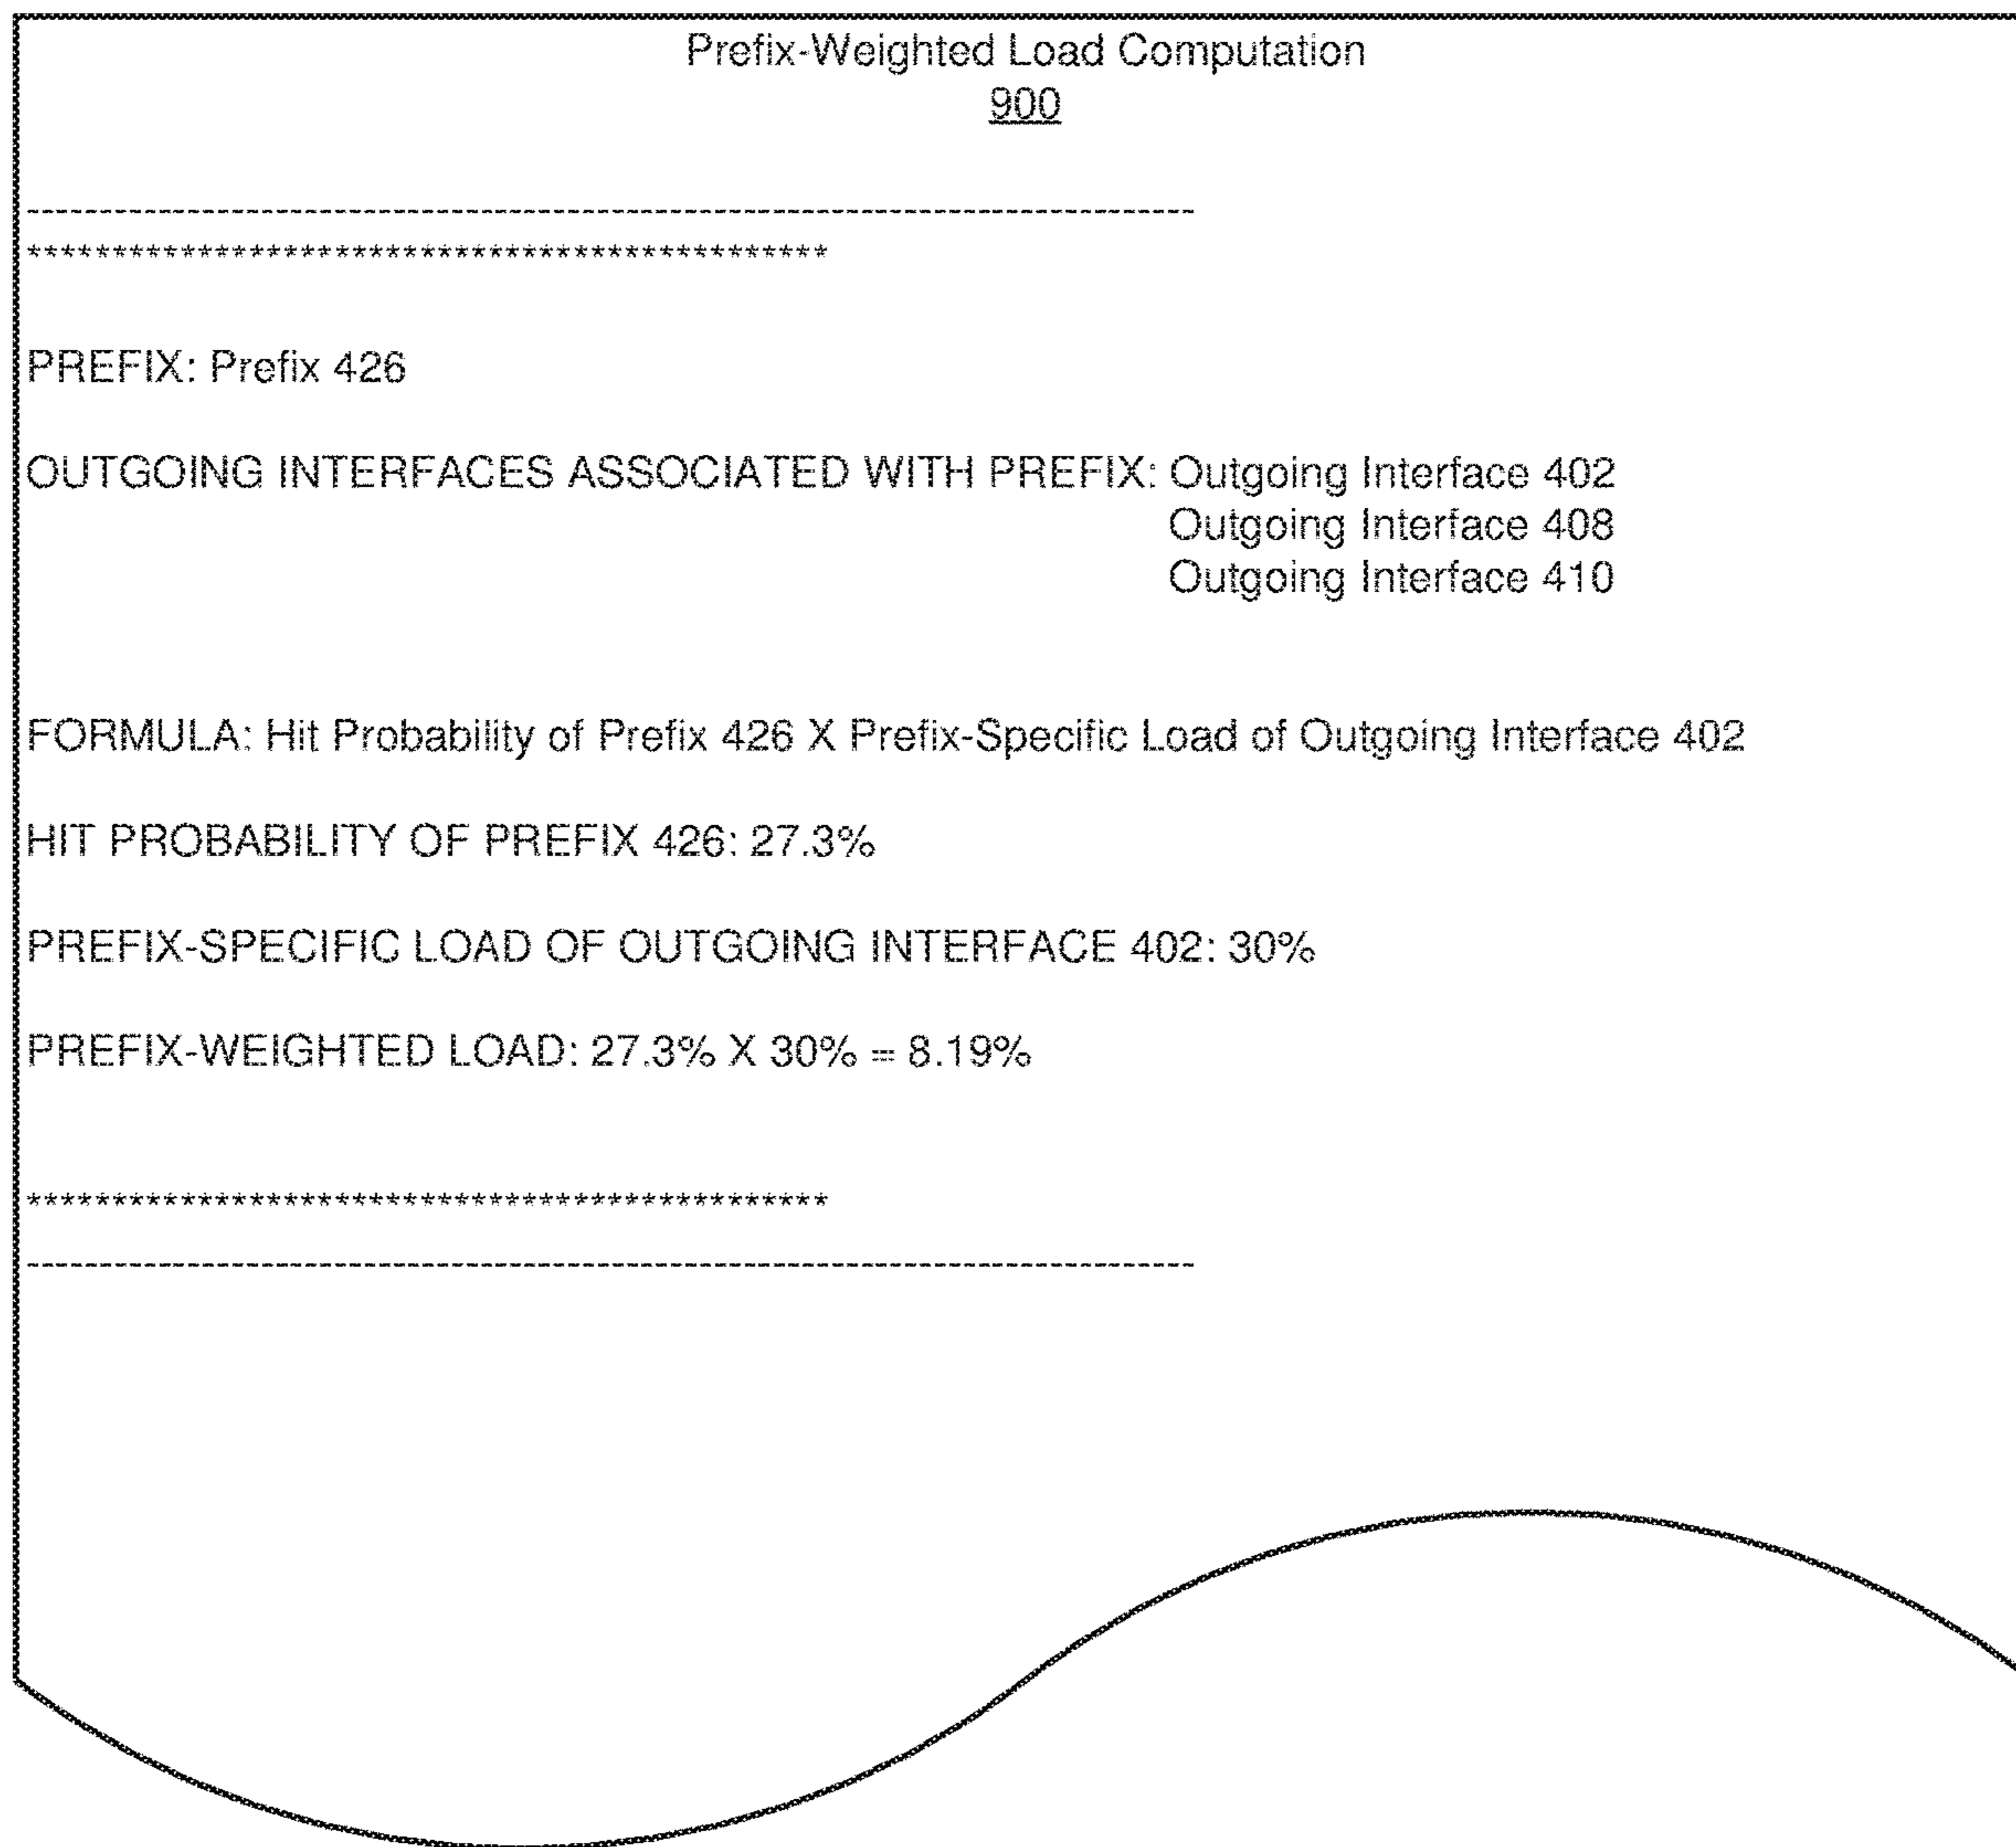 Prefix-Weighted Load Computation
900
--------------------------------------------------------------------------------
***********************************************
PREFIX: Prefix 426
OUTGOING INTERFACES ASSOCIATED WITH PREFIX: Outgoing Interface 402
Outgoing Interface 408
Outgoing Interface 410
FORMULA: Hit Probability of Prefix 426 X Prefix-Specific Load of Outgoing Interface 402
HIT PROBABILITY OF PREFIX 426: 27.3%
PREFIX-SPECIFIC LOAD OF OUTGOING INTERFACE 402: 30%
PREFIX-WEIGHTED LOAD: 27.3% X 30% = 8.19%
***********************************************
--------------------------------------------------------------------------------